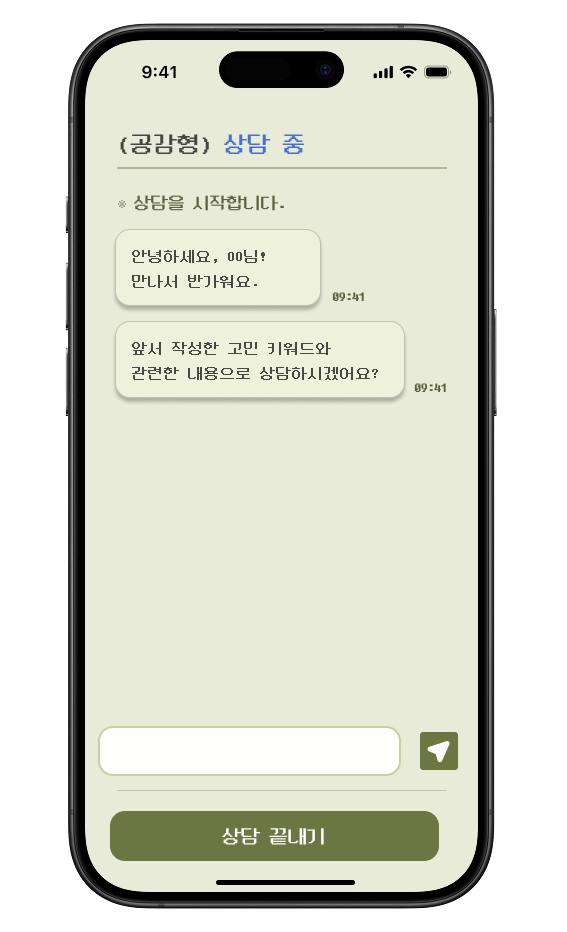 9:41
(공감형) 상담 중
※ 상담을 시작합니다.
안녕하세요, 00님!
만나서 반가워요.
09:41
앞서 작성한 고민 키워드와
관련한 내용으로 상담하시겠어요?
09:41
상담 끝내기